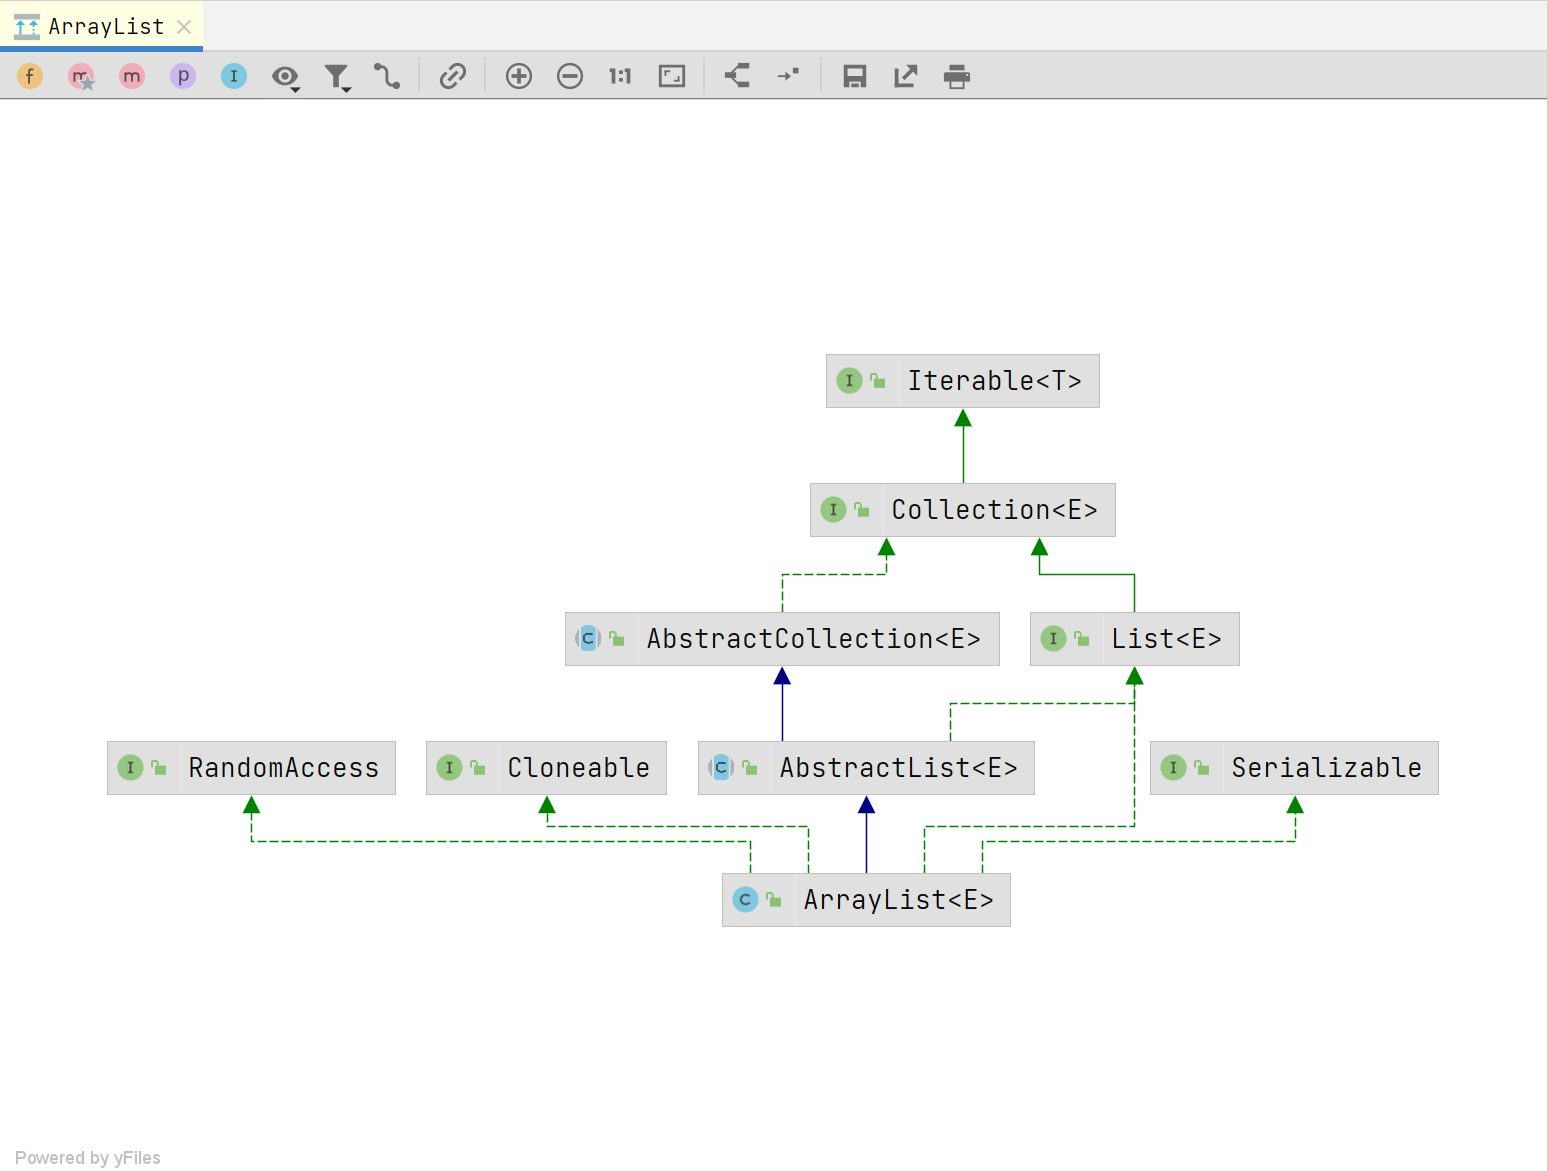 ArrayList
f m m p I 1:1
I Iterable<T>
I Collection<E>
C AbstractCollection<E> I List<E>
I RandomAccess I Cloneable C AbstractList<E> I Serializable
C ArrayList<E>
Powered by yFiles